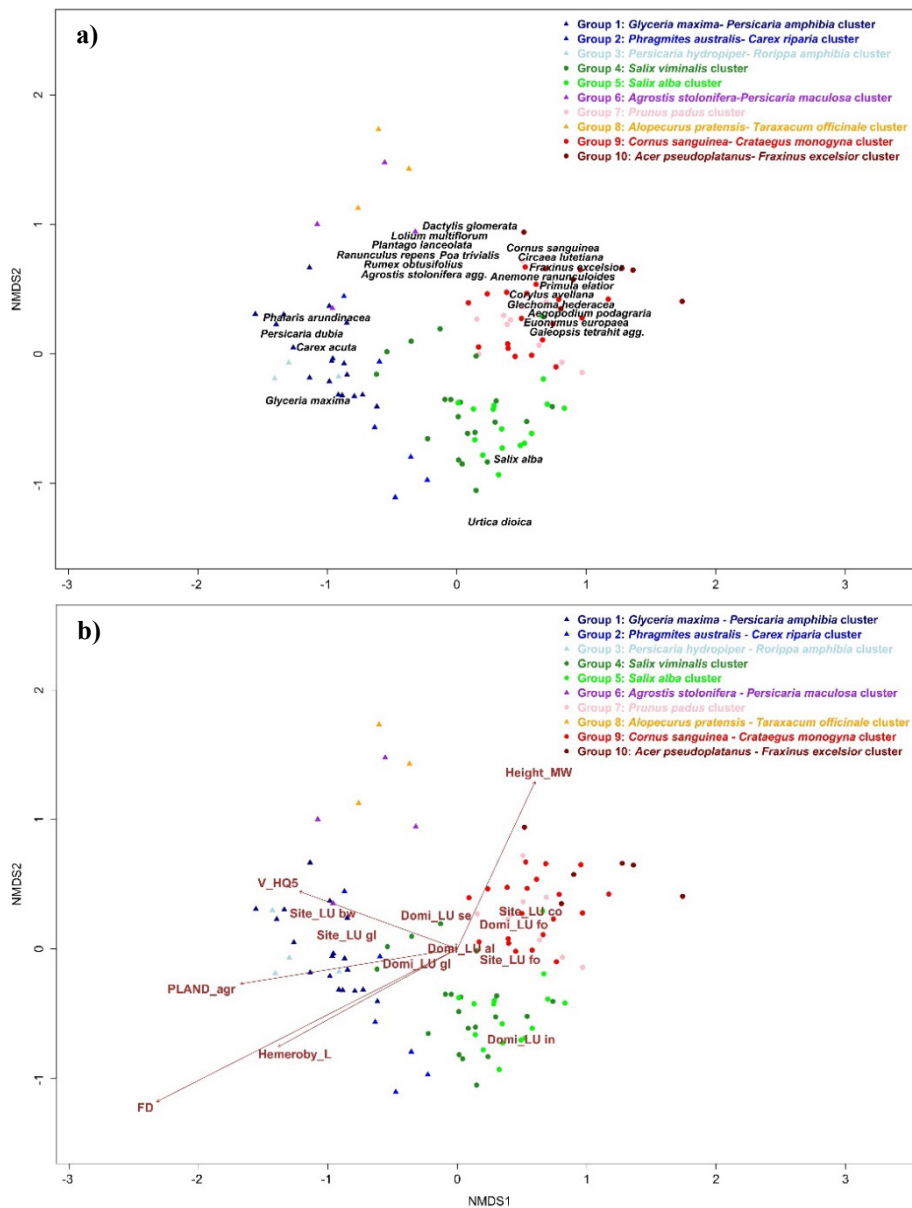 a)
Group 1: Glyceria maxima- Persicaria amphibia cluster
Group 2: Phragmites australis- Carex riparia cluster
Group 3: Persicaria hydropiper- Rorippa amphibia cluster
Group 4: Salix viminalis cluster
Group 5: Salix alba cluster
Group 6: Agrostis stolonifera-Persicaria maculosa cluster
Group 7: Prunus padus cluster
Group 8: Alopecurus pratensis- Taraxacum officinale cluster
Group 9: Cornus sanguinea- Crataegus monogyna cluster
Group 10: Acer pseudoplatanus- Fraxinus excelsior cluster
2
1
0
-1
NMDS2
Dactylis glomerata
Lolium multiflorum
Plantago lanceolata
Ranunculus repens Poa trivialis
Rumex obtusifolius
Agrostis stolonifera agg.
Cornus sanguinea
Circaea lutetiana
Fraxinus excelsior
Anemone ranunculoides
Primula elatior
Corylus avellana
Glechoma hederacea
Aegopodium podagraria
Euonymus europaea
Galeopsis tetrahit agg.
Phalaris arundinacea
Persicaria dubia
Carex acuta
Glyceria maxima
Salix alba
Urtica dioica
-3 -2 -1 0 1 2 3
b)
Group 1: Glyceria maxima - Persicaria amphibia cluster
Group 2: Phragmites australis - Carex riparia cluster
Group 3: Persicaria hydropiper - Rorippa amphibia cluster
Group 4: Salix viminalis cluster
Group 5: Salix alba cluster
Group 6: Agrostis stolonifera - Persicaria maculosa cluster
Group 7: Prunus padus cluster
Group 8: Alopecurus pratensis - Taraxacum officinale cluster
Group 9: Cornus sanguinea - Crataegus monogyna cluster
Group 10: Acer pseudoplatanus - Fraxinus excelsior cluster
2
1
0
-1
NMDS2
Height_MW
V_HQ5
Site_LU bw
Domi_LU se
Site_LU co
Domi_LU fo
Site_LU gl
Domi_LU al
Domi_LU gl
Site_LU fo
PLAND_agr
Hemeroby_L
Domi_LU in
FD
-3 -2 -1 0 1 2 3
NMDS1